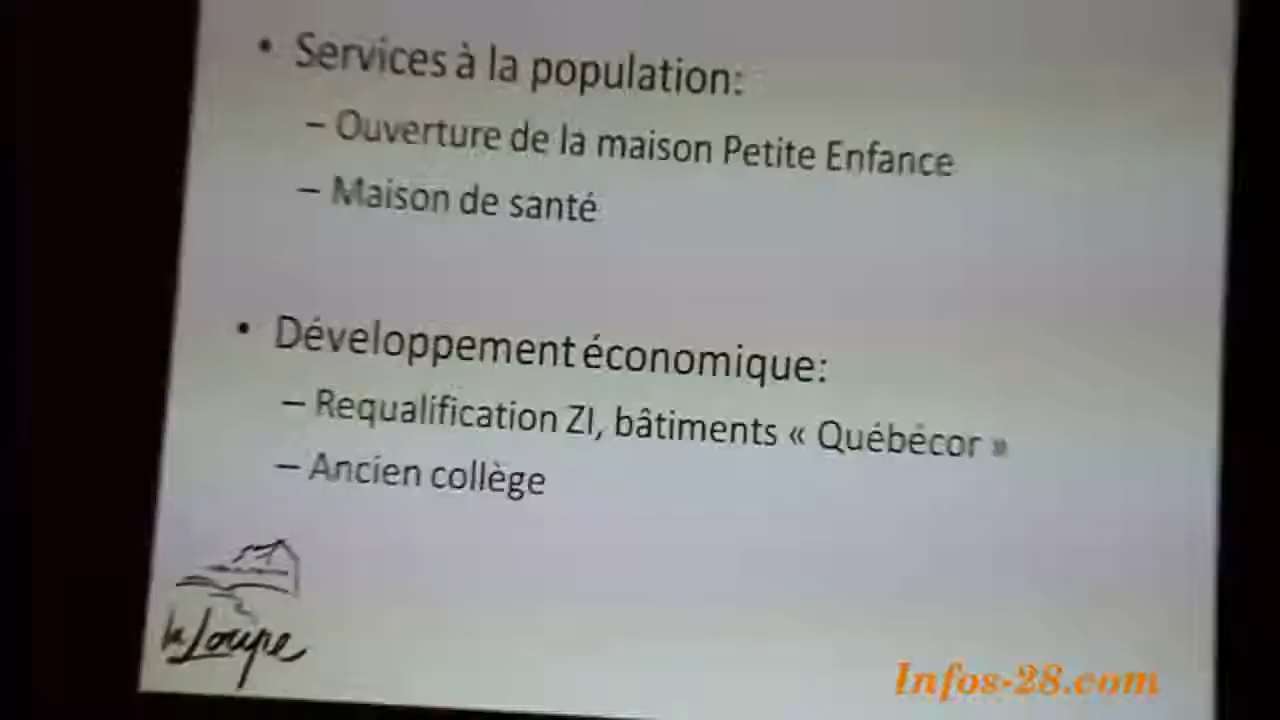 • Services à la population:
– Ouverture de la maison Petite Enfance
– Maison de santé
• Développement économique:
– Requalification ZI, bâtiments « Québécor »
– Ancien collège
la Loupe
Infos-28.com